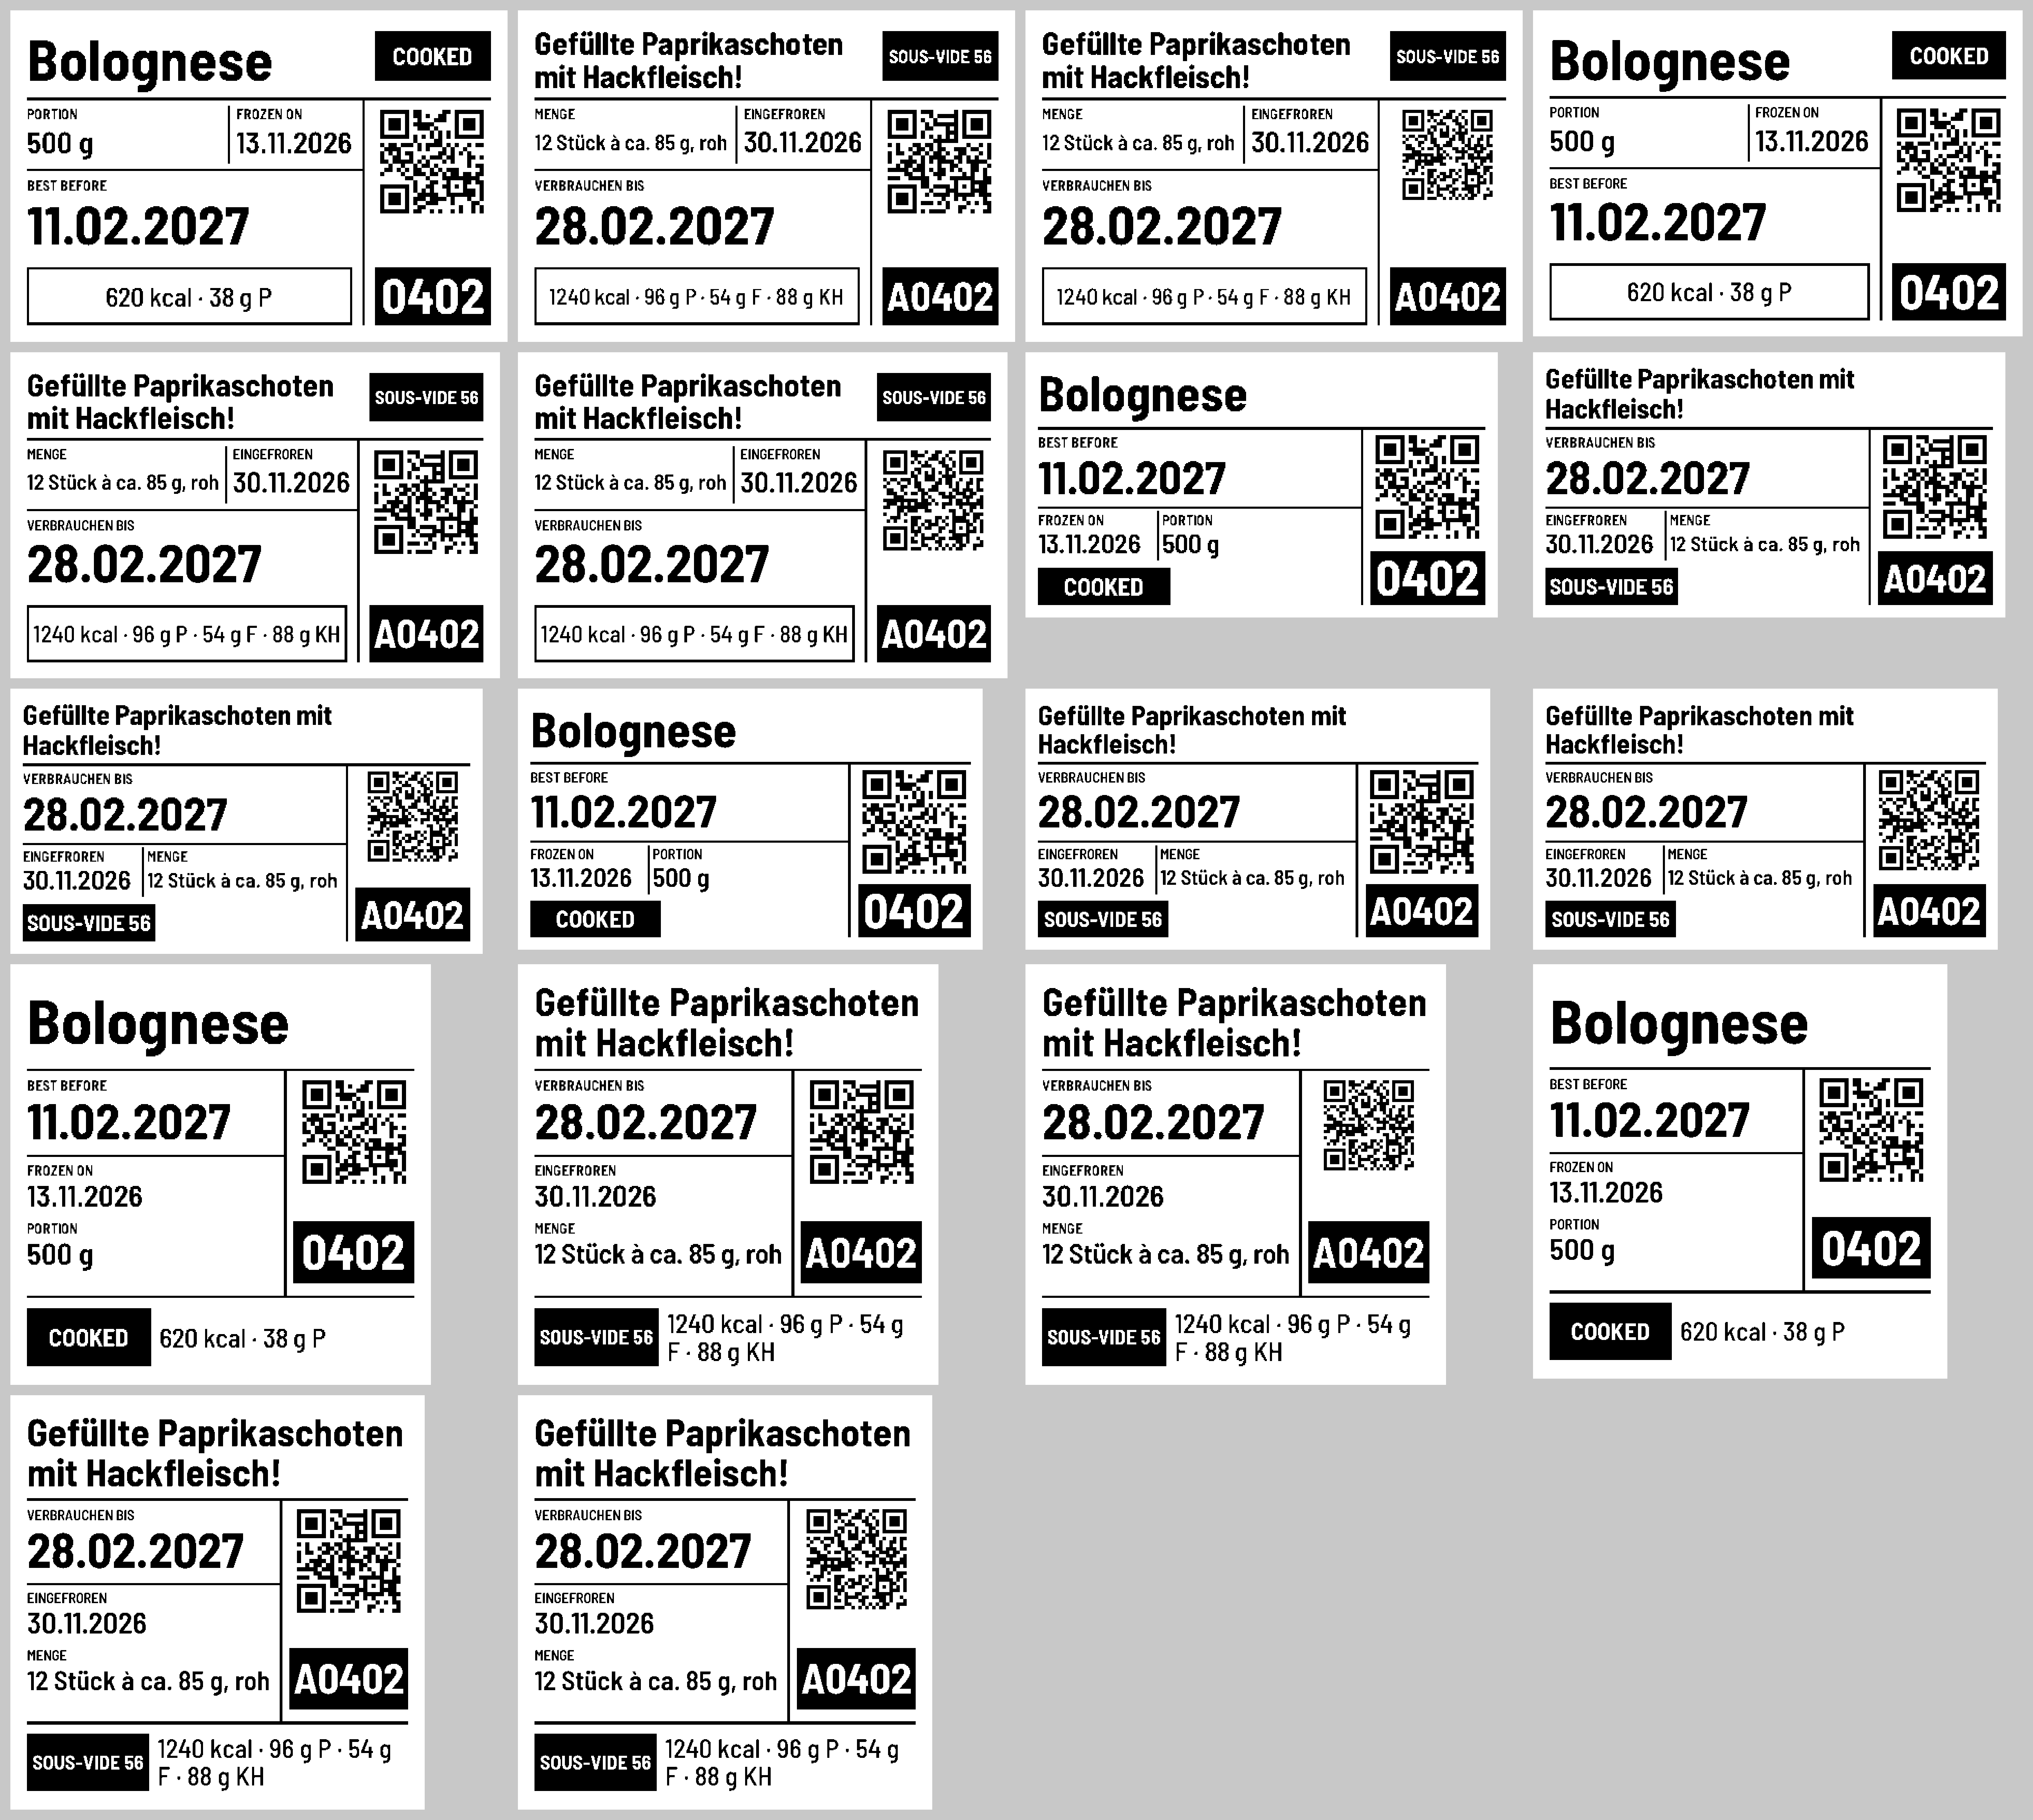 Bolognese
COOKED
PORTION
500 g
FROZEN ON
13.11.2026
BEST BEFORE
11.02.2027
620 kcal · 38 g P
0402
Gefüllte Paprikaschoten
mit Hackfleisch!
SOUS-VIDE 56
MENGE
12 Stück à ca. 85 g, roh
EINGEFROREN
30.11.2026
VERBRAUCHEN BIS
28.02.2027
1240 kcal · 96 g P · 54 g F · 88 g KH
A0402
Gefüllte Paprikaschoten
mit Hackfleisch!
SOUS-VIDE 56
MENGE
12 Stück à ca. 85 g, roh
EINGEFROREN
30.11.2026
VERBRAUCHEN BIS
28.02.2027
1240 kcal · 96 g P · 54 g F · 88 g KH
A0402
Bolognese
COOKED
PORTION
500 g
FROZEN ON
13.11.2026
BEST BEFORE
11.02.2027
620 kcal · 38 g P
0402
Gefüllte Paprikaschoten
mit Hackfleisch!
SOUS-VIDE 56
MENGE
12 Stück à ca. 85 g, roh
EINGEFROREN
30.11.2026
VERBRAUCHEN BIS
28.02.2027
1240 kcal · 96 g P · 54 g F · 88 g KH
A0402
Gefüllte Paprikaschoten
mit Hackfleisch!
SOUS-VIDE 56
MENGE
12 Stück à ca. 85 g, roh
EINGEFROREN
30.11.2026
VERBRAUCHEN BIS
28.02.2027
1240 kcal · 96 g P · 54 g F · 88 g KH
A0402
Bolognese
BEST BEFORE
11.02.2027
FROZEN ON
13.11.2026
PORTION
500 g
COOKED
0402
Gefüllte Paprikaschoten mit
Hackfleisch!
VERBRAUCHEN BIS
28.02.2027
EINGEFROREN
30.11.2026
MENGE
12 Stück à ca. 85 g, roh
SOUS-VIDE 56
A0402
Gefüllte Paprikaschoten mit
Hackfleisch!
VERBRAUCHEN BIS
28.02.2027
EINGEFROREN
30.11.2026
MENGE
12 Stück à ca. 85 g, roh
SOUS-VIDE 56
A0402
Bolognese
BEST BEFORE
11.02.2027
FROZEN ON
13.11.2026
PORTION
500 g
COOKED
0402
Gefüllte Paprikaschoten mit
Hackfleisch!
VERBRAUCHEN BIS
28.02.2027
EINGEFROREN
30.11.2026
MENGE
12 Stück à ca. 85 g, roh
SOUS-VIDE 56
A0402
Gefüllte Paprikaschoten mit
Hackfleisch!
VERBRAUCHEN BIS
28.02.2027
EINGEFROREN
30.11.2026
MENGE
12 Stück à ca. 85 g, roh
SOUS-VIDE 56
A0402
Bolognese
BEST BEFORE
11.02.2027
FROZEN ON
13.11.2026
PORTION
500 g
0402
COOKED
620 kcal · 38 g P
Gefüllte Paprikaschoten
mit Hackfleisch!
VERBRAUCHEN BIS
28.02.2027
EINGEFROREN
30.11.2026
MENGE
12 Stück à ca. 85 g, roh
A0402
SOUS-VIDE 56
1240 kcal · 96 g P · 54 g
F · 88 g KH
Gefüllte Paprikaschoten
mit Hackfleisch!
VERBRAUCHEN BIS
28.02.2027
EINGEFROREN
30.11.2026
MENGE
12 Stück à ca. 85 g, roh
A0402
SOUS-VIDE 56
1240 kcal · 96 g P · 54 g
F · 88 g KH
Bolognese
BEST BEFORE
11.02.2027
FROZEN ON
13.11.2026
PORTION
500 g
0402
COOKED
620 kcal · 38 g P
Gefüllte Paprikaschoten
mit Hackfleisch!
VERBRAUCHEN BIS
28.02.2027
EINGEFROREN
30.11.2026
MENGE
12 Stück à ca. 85 g, roh
A0402
SOUS-VIDE 56
1240 kcal · 96 g P · 54 g
F · 88 g KH
Gefüllte Paprikaschoten
mit Hackfleisch!
VERBRAUCHEN BIS
28.02.2027
EINGEFROREN
30.11.2026
MENGE
12 Stück à ca. 85 g, roh
A0402
SOUS-VIDE 56
1240 kcal · 96 g P · 54 g
F · 88 g KH